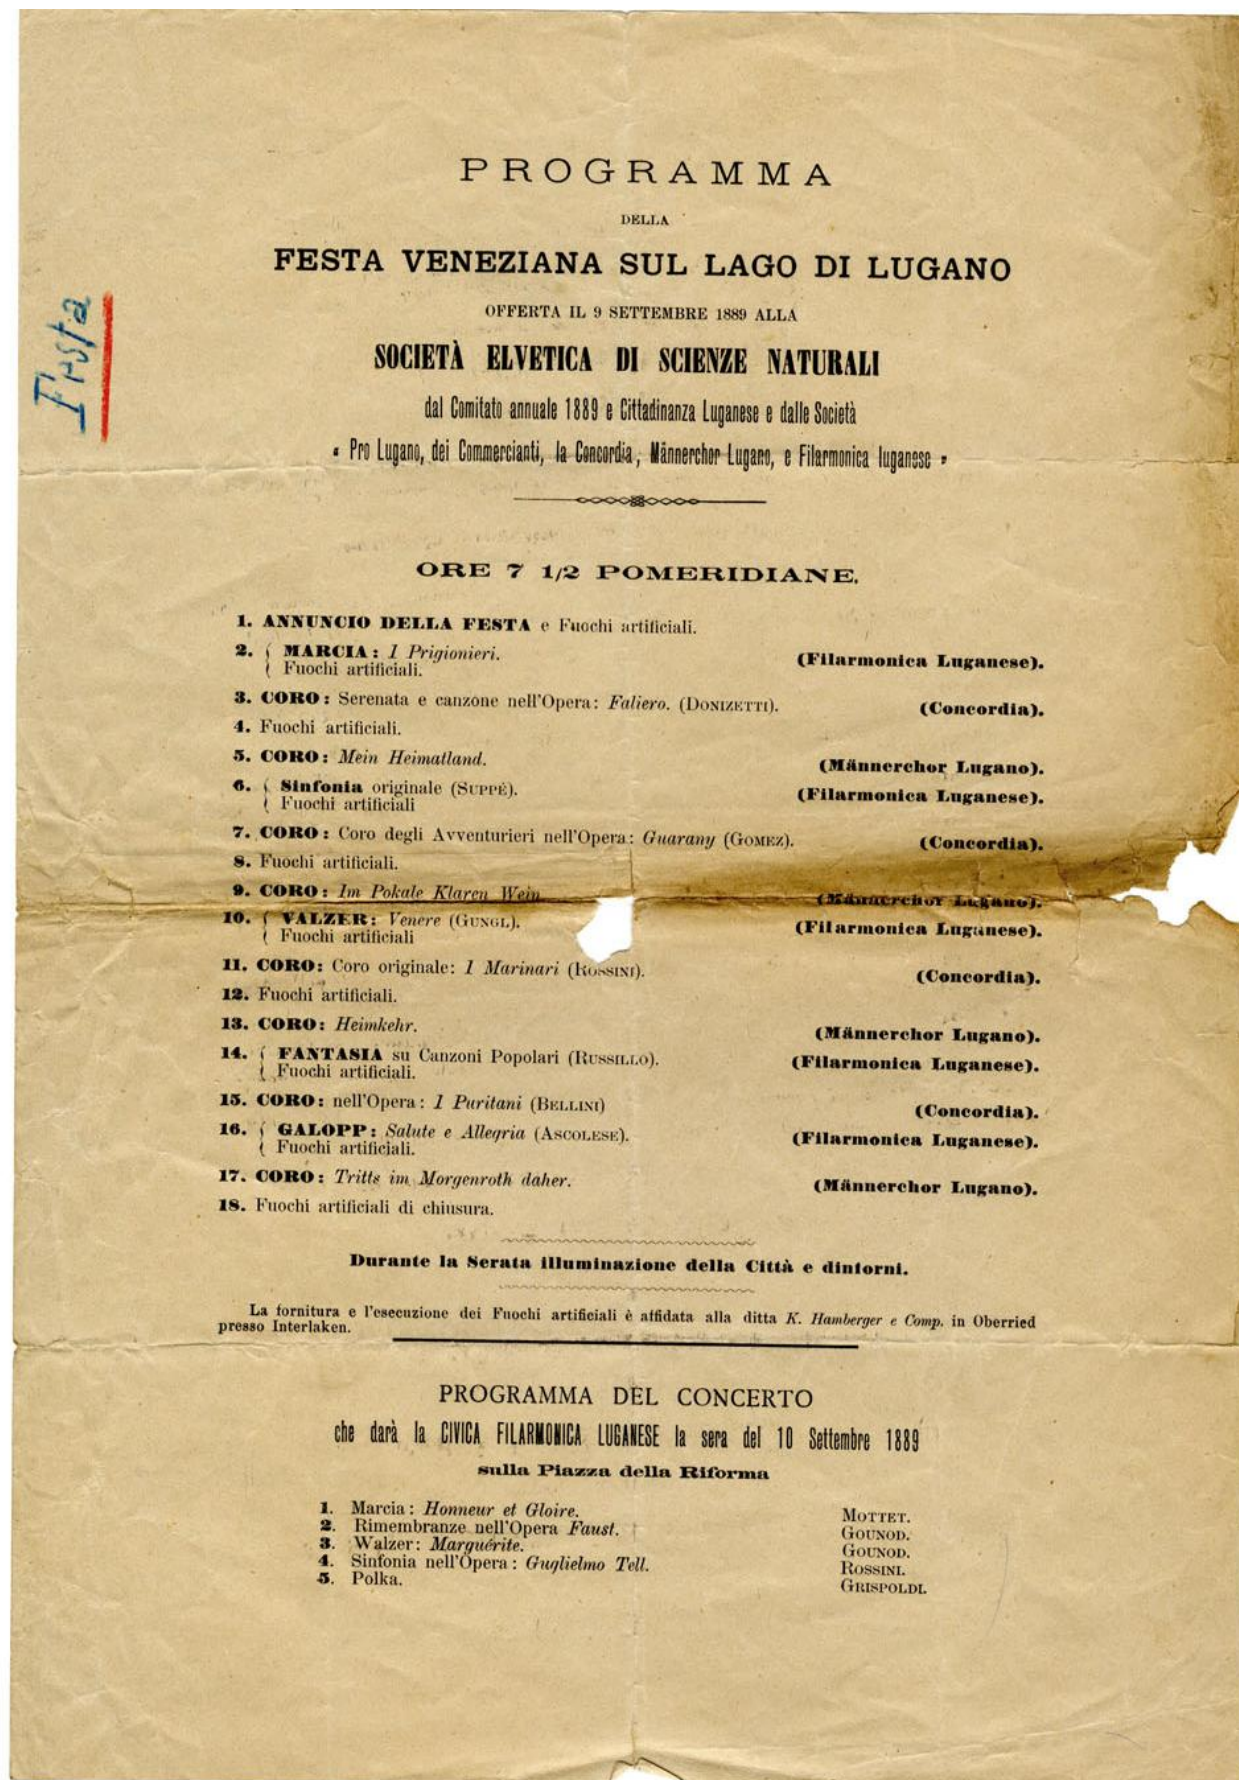 PROGRAMMA
DELLA
FESTA VENEZIANA SUL LAGO DI LUGANO
OFFERTA IL 9 SETTEMBRE 1889 ALLA
SOCIETÀ ELVETICA DI SCIENZE NATURALI
dal Comitato annuale 1889 e Cittadinanza Luganese e dalle Società
« Pro Lugano, dei Commercianti, la Concordia, Männerchor Lugano, e Filarmonica luganese »
Festa
ORE 7 1/2 POMERIDIANE.
1. ANNUNCIO DELLA FESTA e Fuochi artificiali.
2. { MARCIA: I Prigionieri. (Filarmonica Luganese).
{ Fuochi artificiali.
3. CORO: Serenata e canzone nell'Opera: Faliero. (DONIZETTI). (Concordia).
4. Fuochi artificiali.
5. CORO: Mein Heimatland. (Männerchor Lugano).
6. { Sinfonia originale (SUPPÉ). (Filarmonica Luganese).
{ Fuochi artificiali
7. CORO: Coro degli Avventurieri nell'Opera: Guarany (GOMEZ). (Concordia).
8. Fuochi artificiali.
9. CORO: Im Pokale Klaren Wein (Männerchor Lugano).
10. { VALZER: Venere (GUNGL). (Filarmonica Luganese).
{ Fuochi artificiali
11. CORO: Coro originale: I Marinari (ROSSINI). (Concordia).
12. Fuochi artificiali.
13. CORO: Heimkehr. (Männerchor Lugano).
14. { FANTASIA su Canzoni Popolari (RUSSILLO). (Filarmonica Luganese).
{ Fuochi artificiali.
15. CORO: nell'Opera: I Puritani (BELLINI) (Concordia).
16. { GALOPP: Salute e Allegria (ASCOLESE). (Filarmonica Luganese).
{ Fuochi artificiali.
17. CORO: Tritts im Morgenroth daher. (Männerchor Lugano).
18. Fuochi artificiali di chiusura.
Durante la Serata illuminazione della Città e dintorni.
La fornitura e l'esecuzione dei Fuochi artificiali è affidata alla ditta K. Hamberger e Comp. in Oberried
presso Interlaken.
PROGRAMMA DEL CONCERTO
che darà la CIVICA FILARMONICA LUGANESE la sera del 10 Settembre 1889
sulla Piazza della Riforma
1. Marcia: Honneur et Gloire. MOTTET.
2. Rimembranze nell'Opera Faust. GOUNOD.
3. Walzer: Marguérite. GOUNOD.
4. Sinfonia nell'Opera: Guglielmo Tell. ROSSINI.
5. Polka. GRISPOLDI.